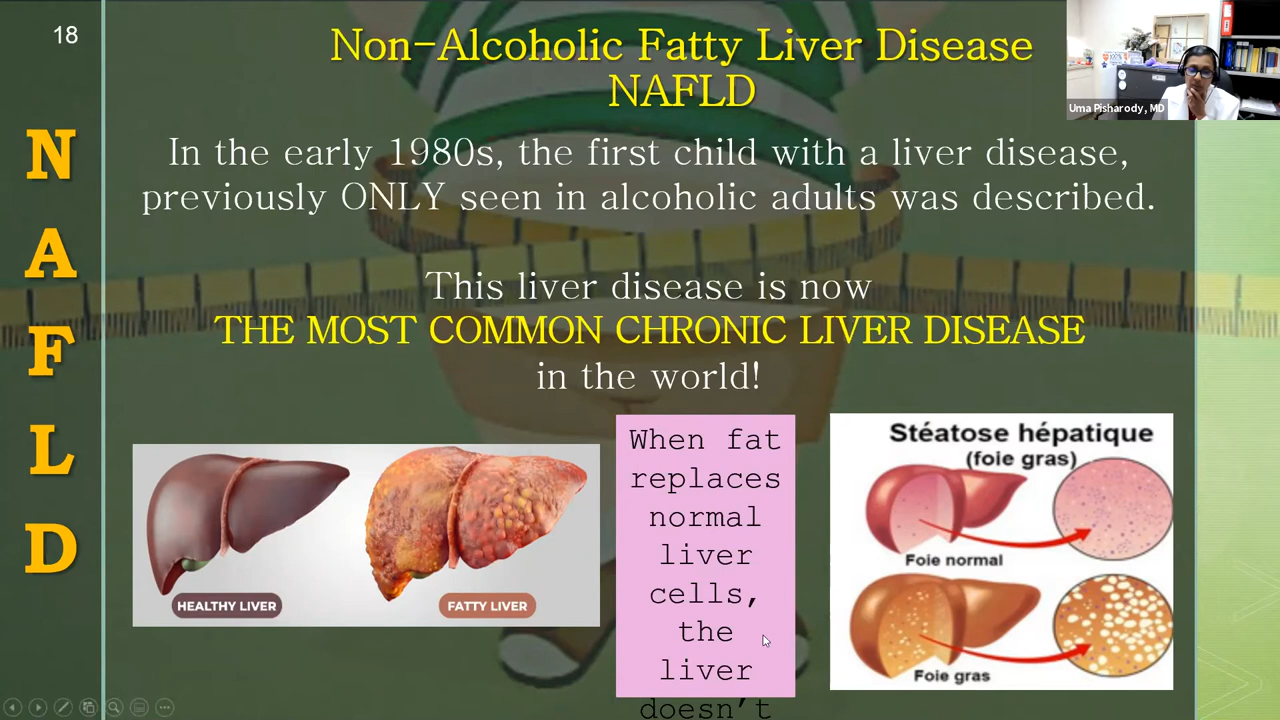 18
Non-Alcoholic Fatty Liver Disease
NAFLD
Uma Pisharody, MD
N
A
F
L
D
In the early 1980s, the first child with a liver disease,
previously ONLY seen in alcoholic adults was described.
This liver disease is now
THE MOST COMMON CHRONIC LIVER DISEASE
in the world!
HEALTHY LIVER
FATTY LIVER
When fat
replaces
normal
liver
cells,
the
liver
doesn't
Stéatose hépatique
(foie gras)
Foie normal
Foie gras